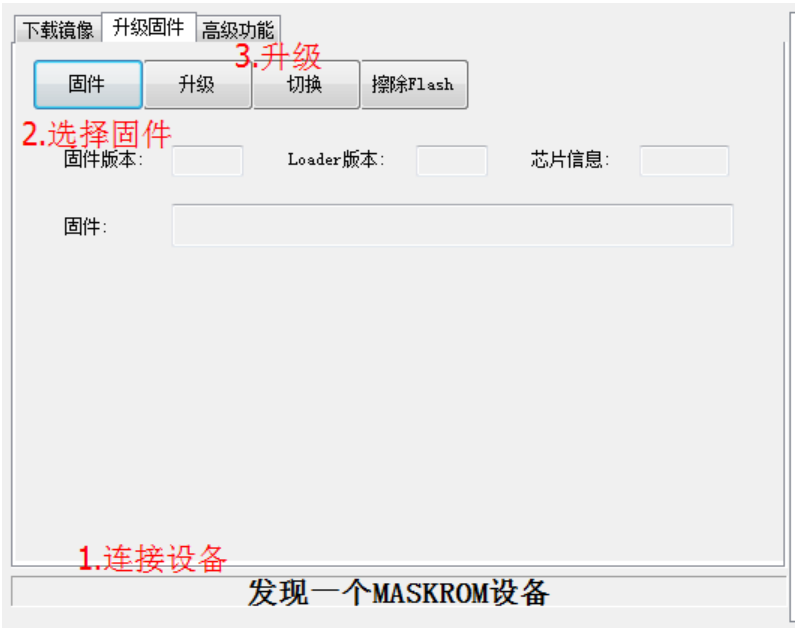 下载镜像 升级固件 高级功能
3.升级
固件 升级 切换 擦除Flash
2.选择固件
固件版本: Loader版本: 芯片信息:
固件:
1.连接设备
发现一个MASKROM设备